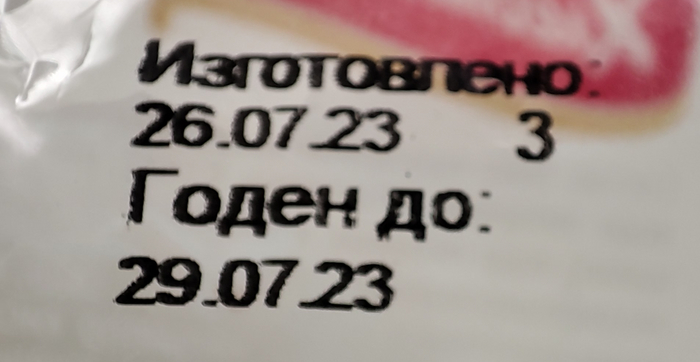 Изготовлено:
26.07.23 3
Годен до:
29.07.23